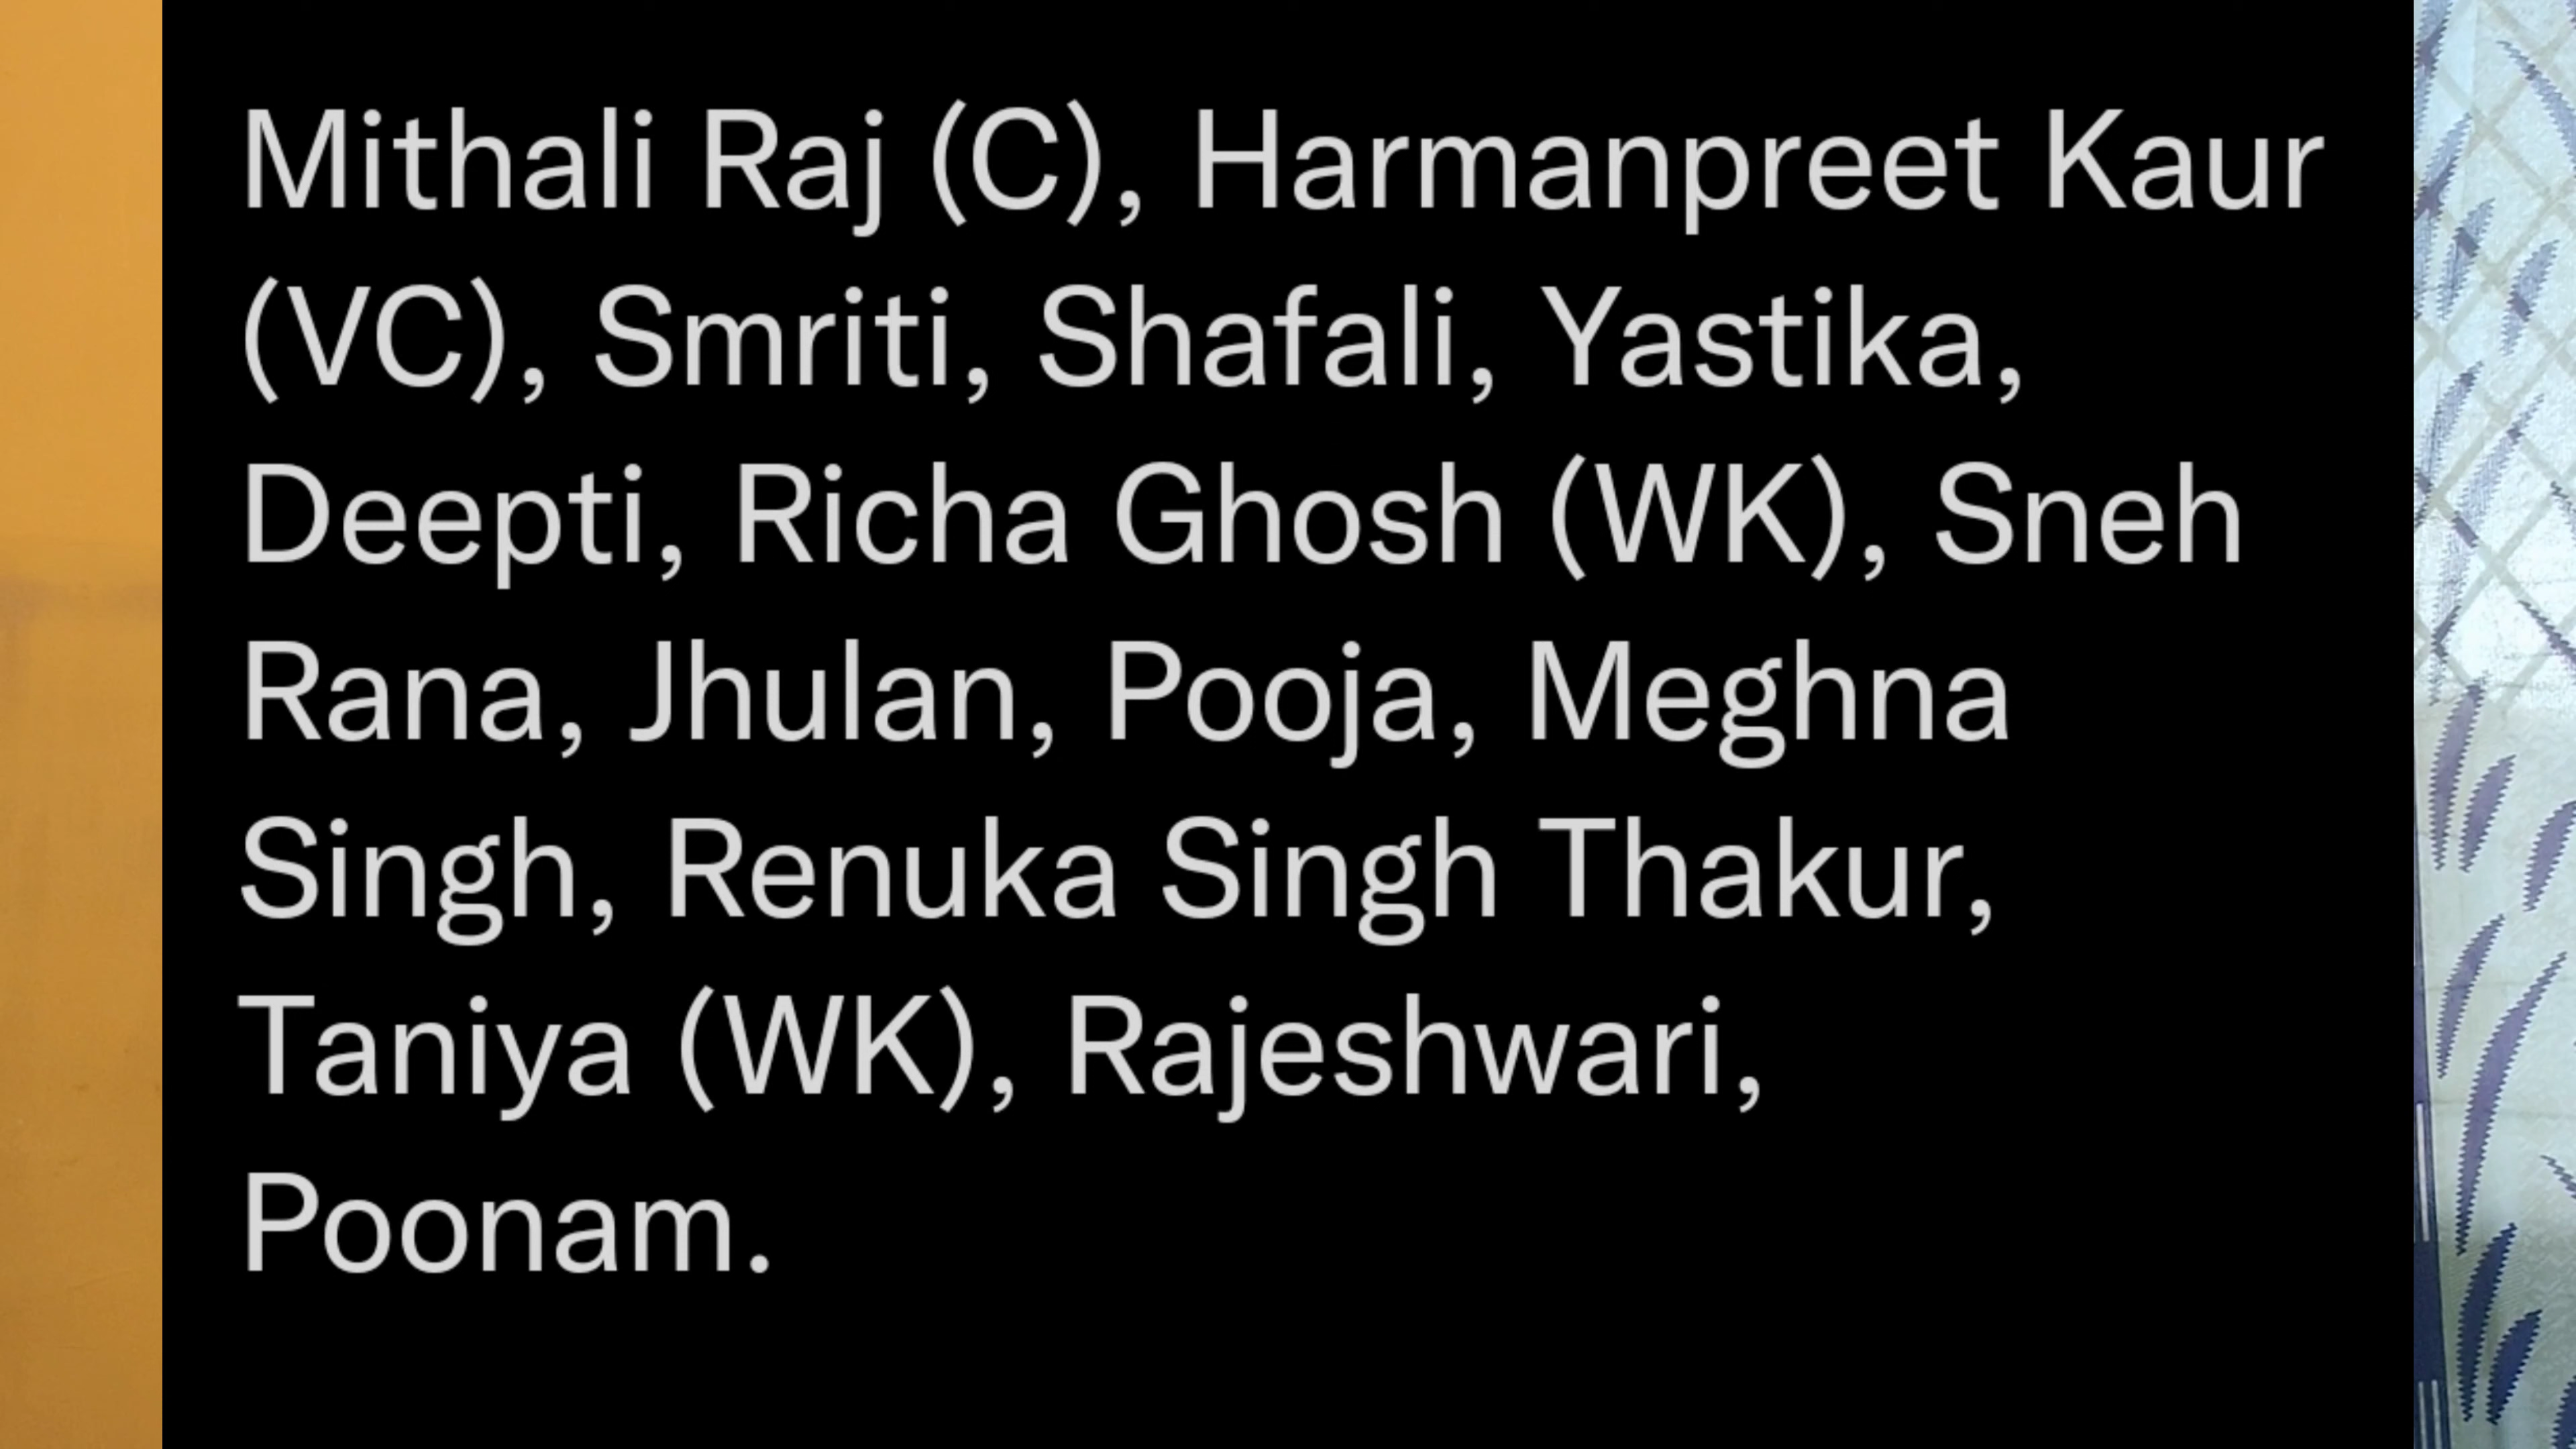 Mithali Raj (C), Harmanpreet Kaur
(VC), Smriti, Shafali, Yastika,
Deepti, Richa Ghosh (WK), Sneh
Rana, Jhulan, Pooja, Meghna
Singh, Renuka Singh Thakur,
Taniya (WK), Rajeshwari,
Poonam.